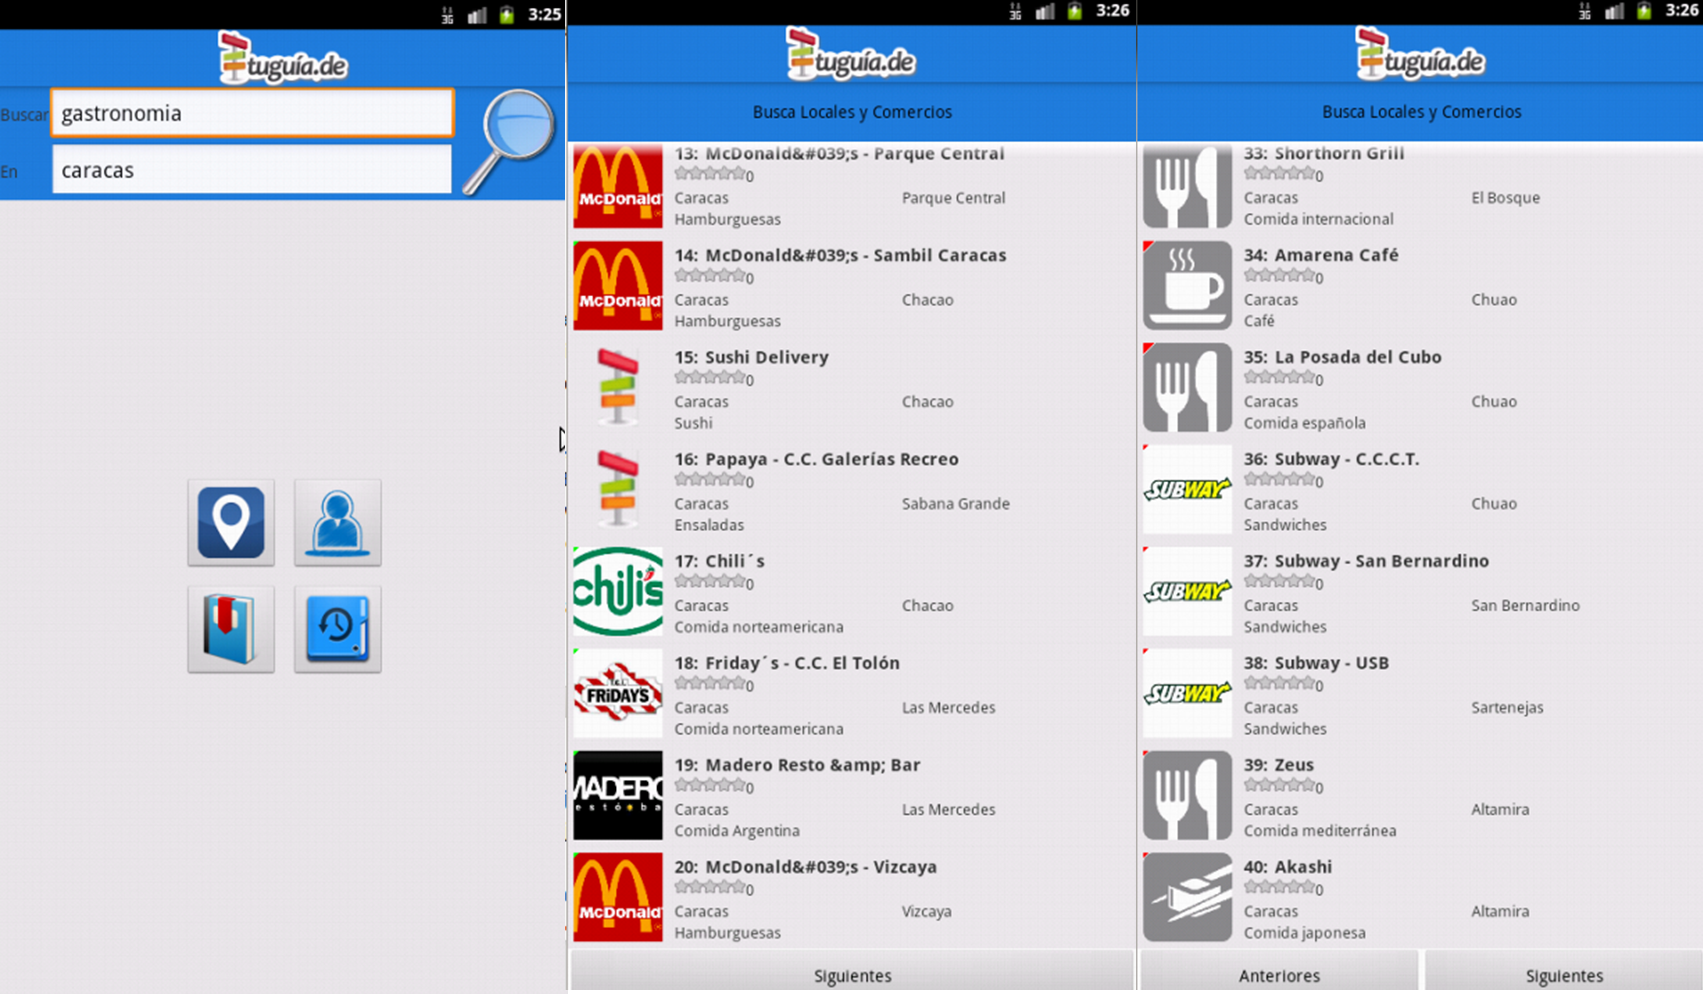 3G 3:25
tuguía.de
Buscar gastronomia
En caracas
3G 3:26
tuguía.de
Busca Locales y Comercios
McDonald
13: McDonald&#039;s - Parque Central
0
Caracas Parque Central
Hamburguesas
McDonald
14: McDonald&#039;s - Sambil Caracas
0
Caracas Chacao
Hamburguesas
15: Sushi Delivery
0
Caracas Chacao
Sushi
16: Papaya - C.C. Galerías Recreo
0
Caracas Sabana Grande
Ensaladas
chili's
17: Chili´s
0
Caracas Chacao
Comida norteamericana
FRiDAY'S
18: Friday´s - C.C. El Tolón
0
Caracas Las Mercedes
Comida norteamericana
MADERO
estó·ba
19: Madero Resto &amp; Bar
0
Caracas Las Mercedes
Comida Argentina
McDonald
20: McDonald&#039;s - Vizcaya
0
Caracas Vizcaya
Hamburguesas
Siguientes
3G 3:26
tuguía.de
Busca Locales y Comercios
33: Shorthorn Grill
0
Caracas El Bosque
Comida internacional
34: Amarena Café
0
Caracas Chuao
Café
35: La Posada del Cubo
0
Caracas Chuao
Comida española
SUBWAY
36: Subway - C.C.C.T.
0
Caracas Chuao
Sandwiches
SUBWAY
37: Subway - San Bernardino
0
Caracas San Bernardino
Sandwiches
SUBWAY
38: Subway - USB
0
Caracas Sartenejas
Sandwiches
39: Zeus
0
Caracas Altamira
Comida mediterránea
40: Akashi
0
Caracas Altamira
Comida japonesa
Anteriores Siguientes